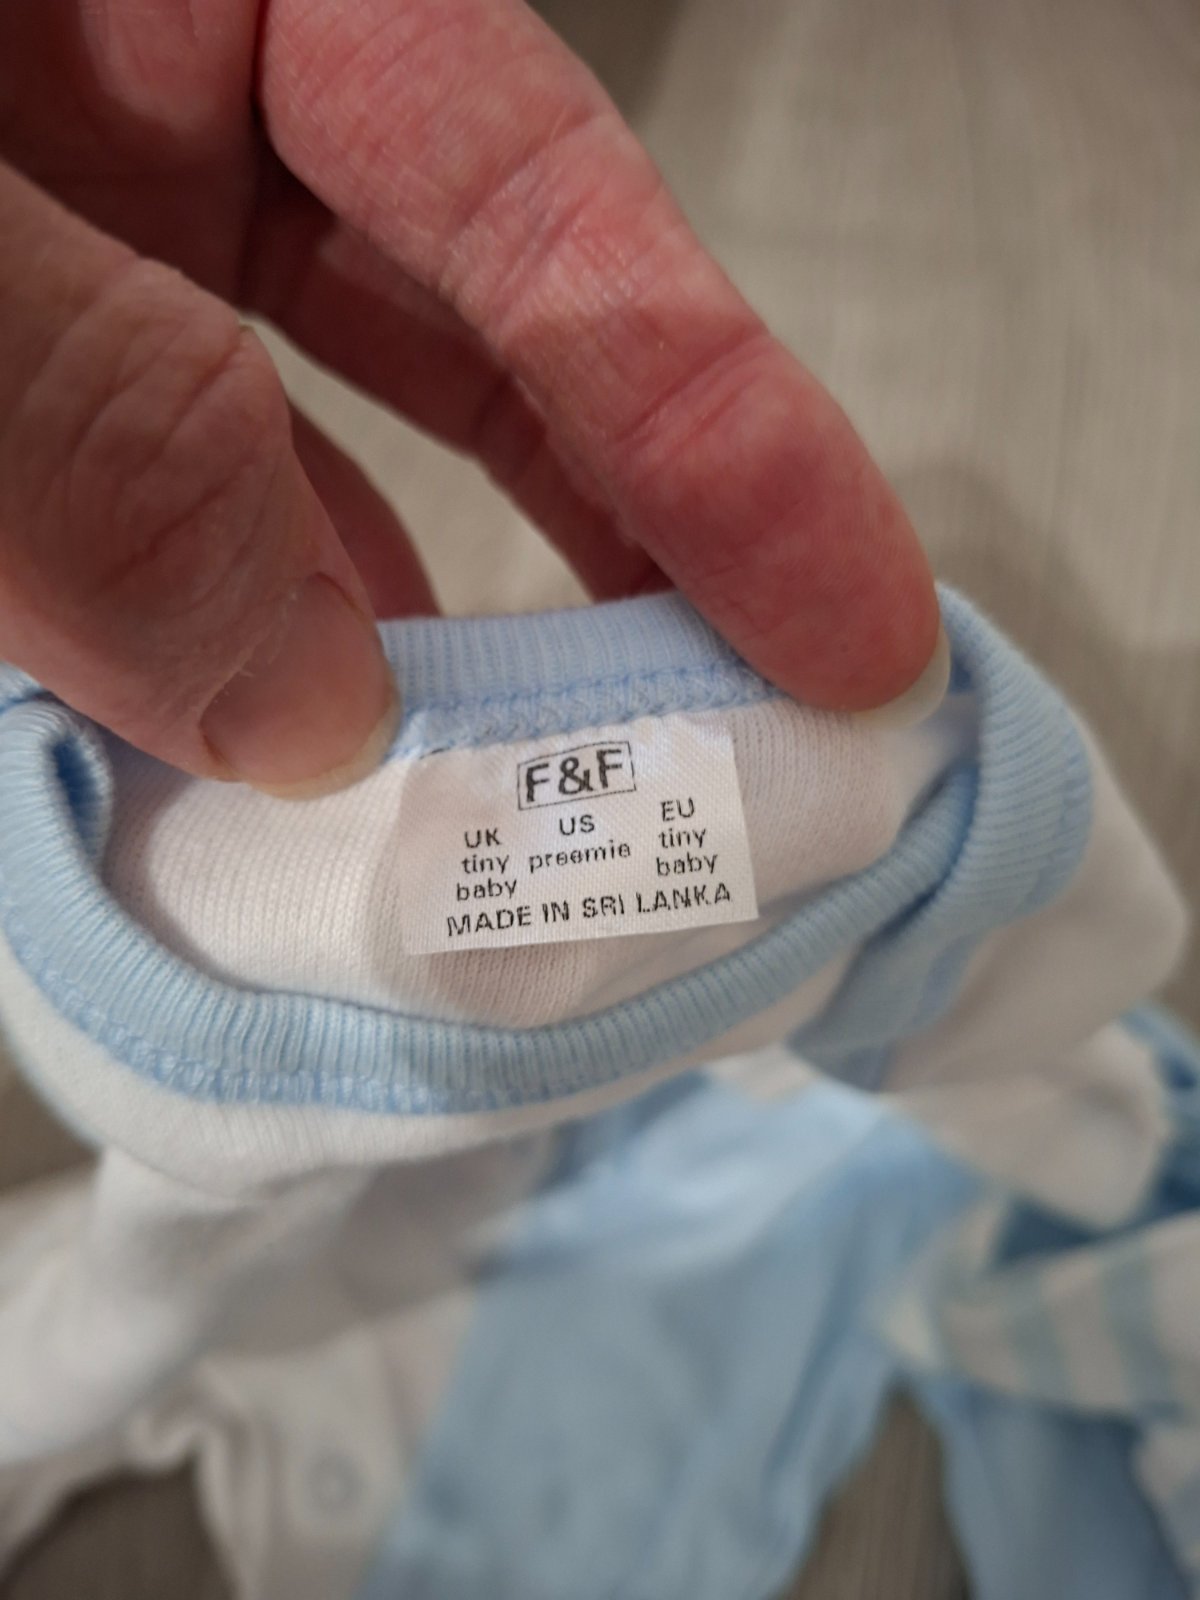 F&F
UK US EU
tiny preemie tiny
baby baby
MADE IN SRI LANKA